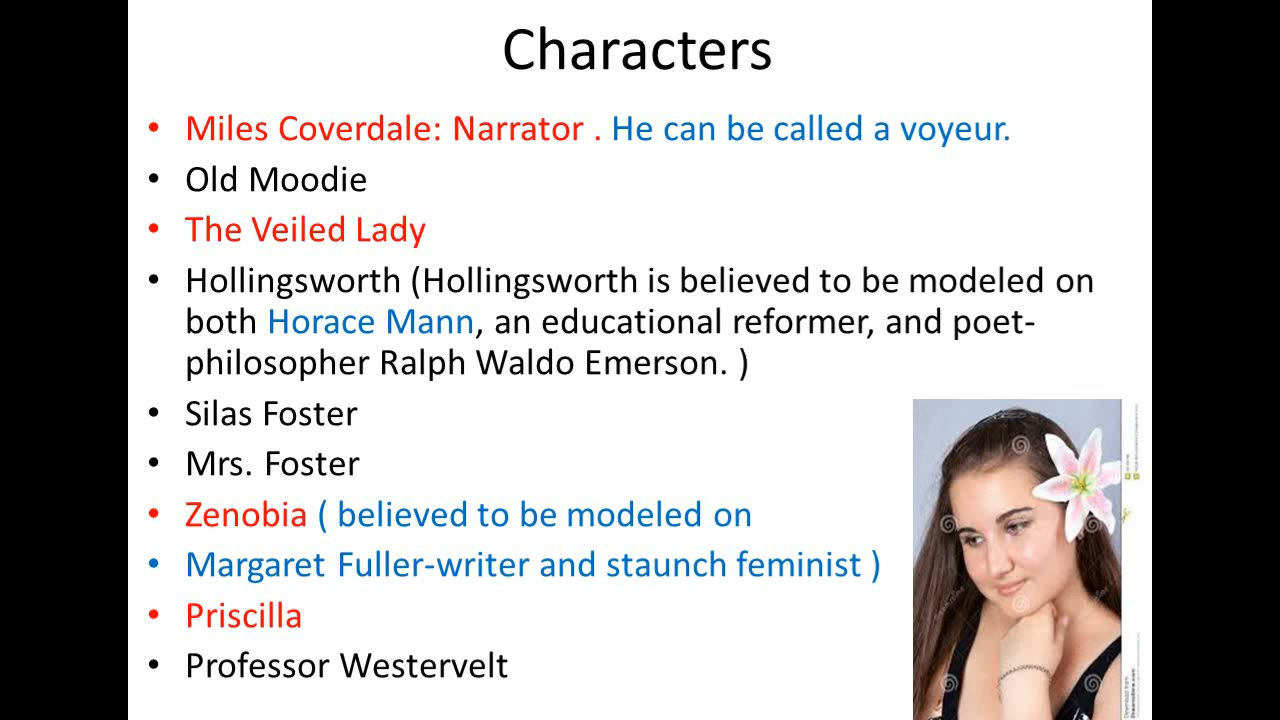 Characters
• Miles Coverdale: Narrator . He can be called a voyeur.
• Old Moodie
• The Veiled Lady
• Hollingsworth (Hollingsworth is believed to be modeled on
both Horace Mann, an educational reformer, and poet-
philosopher Ralph Waldo Emerson. )
• Silas Foster
• Mrs. Foster
• Zenobia ( believed to be modeled on
• Margaret Fuller-writer and staunch feminist )
• Priscilla
• Professor Westervelt